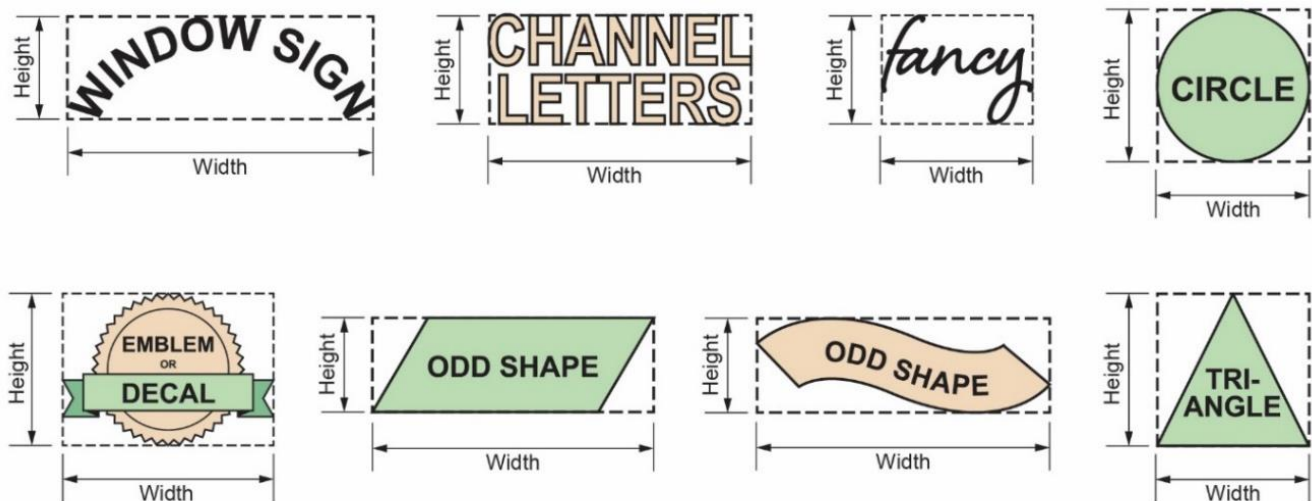 Height
WINDOW SIGN
Width
Height
CHANNEL
LETTERS
Width
Height
fancy
Width
Height
CIRCLE
Width
Height
EMBLEM
OR
DECAL
Width
Height
ODD SHAPE
Width
Height
ODD SHAPE
Width
Height
TRI-
ANGLE
Width